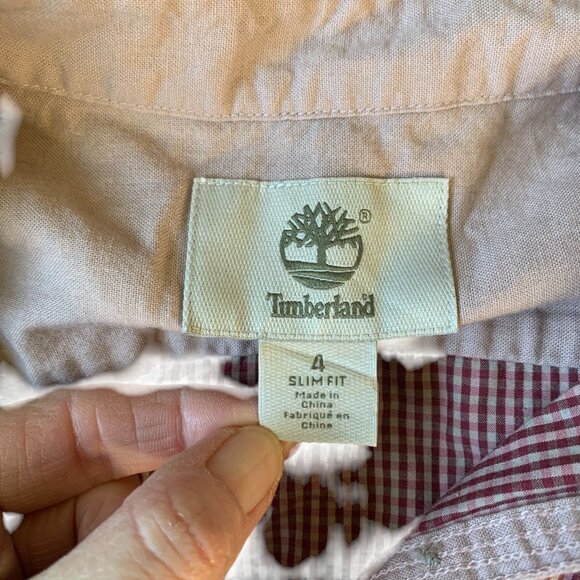 ®
Timberland
4
SLIM FIT
Made in
China
Fabriqué en
Chine